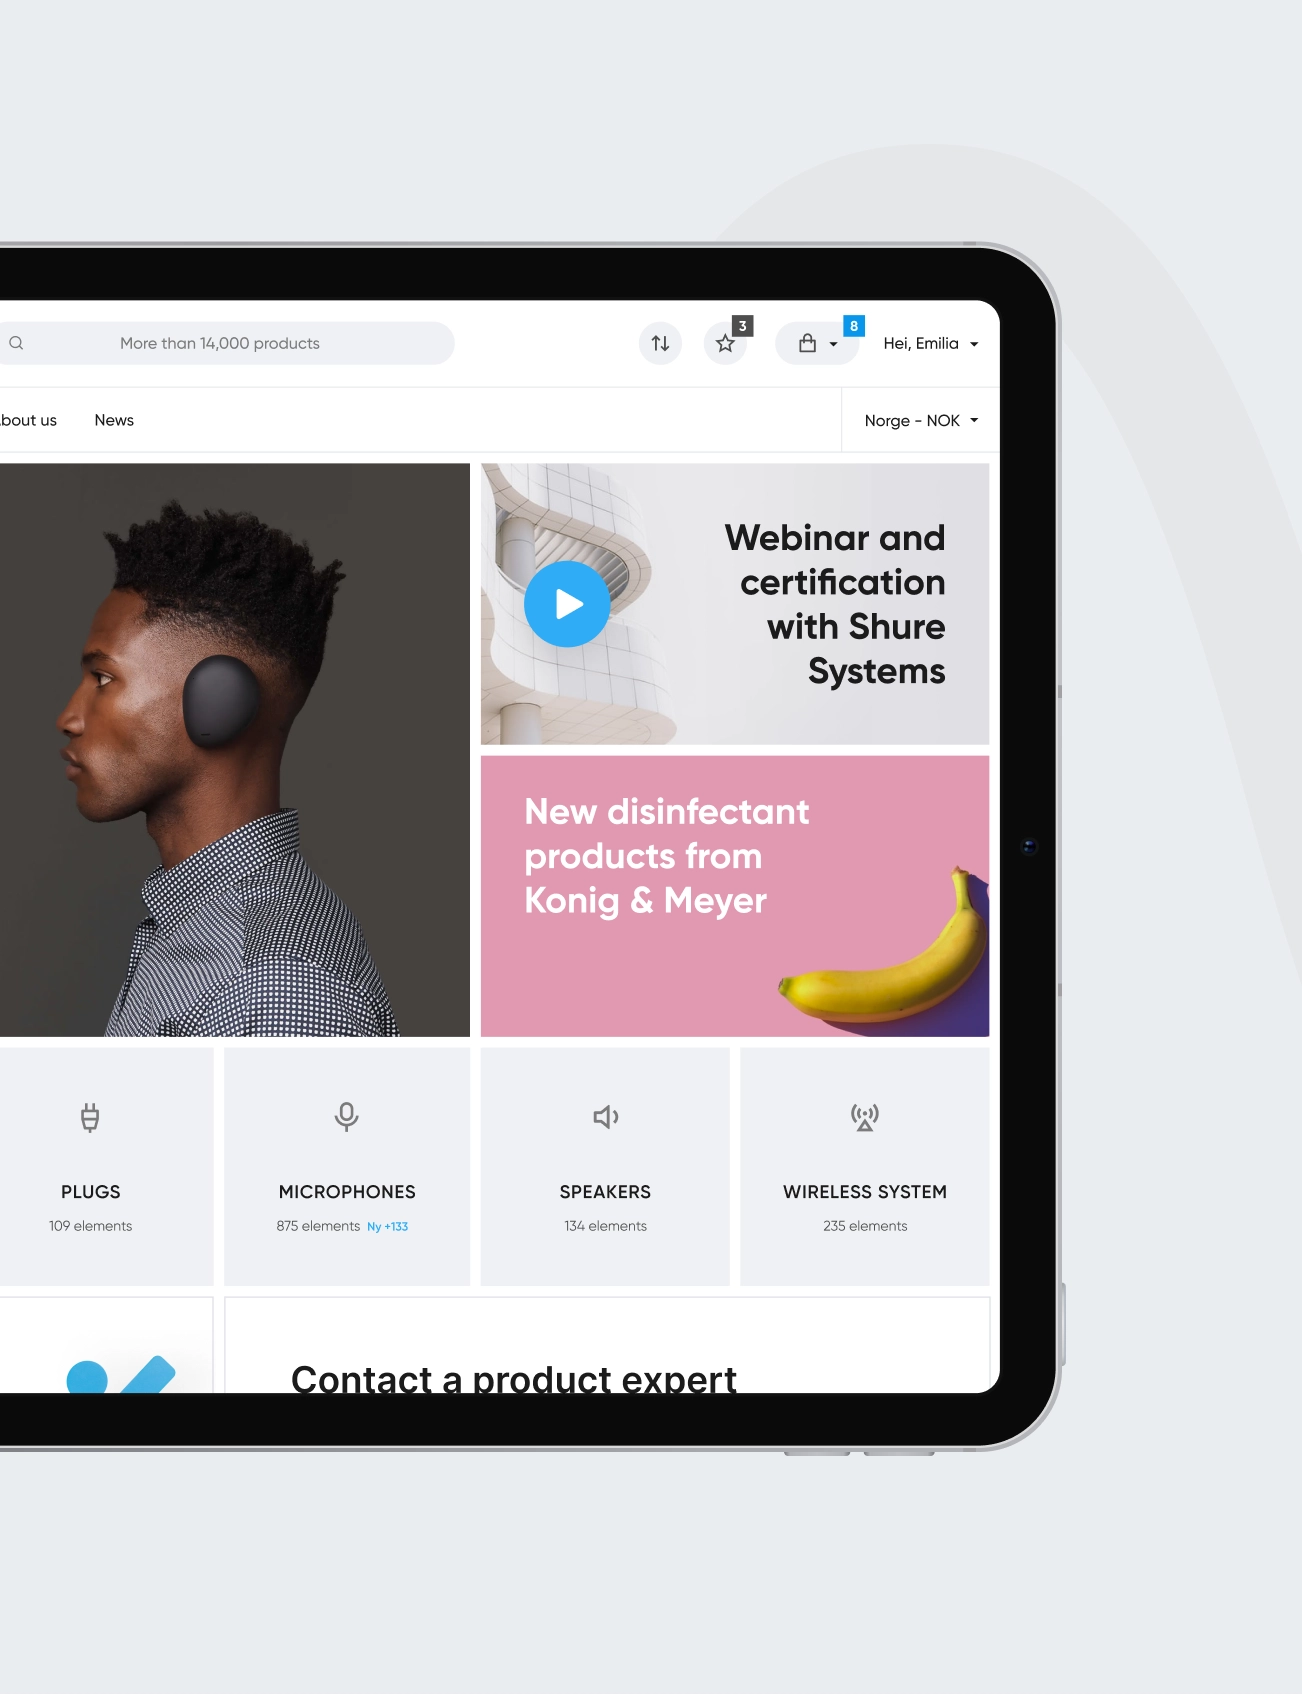 More than 14,000 products
3
8
Hei, Emilia
bout us
News
Norge - NOK
Webinar and
certification
with Shure
Systems
New disinfectant
products from
Konig & Meyer
PLUGS
109 elements
MICROPHONES
875 elements Ny +133
SPEAKERS
134 elements
WIRELESS SYSTEM
235 elements
Contact a product expert